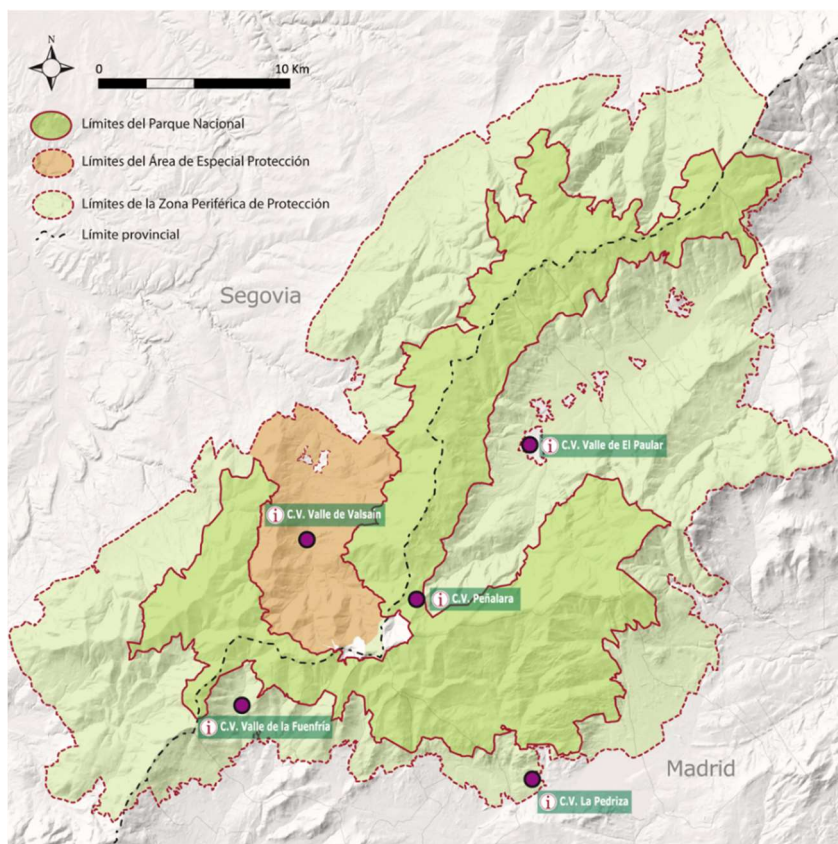 N
0 10 Km
Límites del Parque Nacional
Límites del Área de Especial Protección
Límites de la Zona Periférica de Protección
Límite provincial
Segovia
i C.V. Valle de El Paular
i C.V. Valle de Valsaín
i C.V. Peñalara
i C.V. Valle de la Fuenfría
Madrid
i C.V. La Pedriza